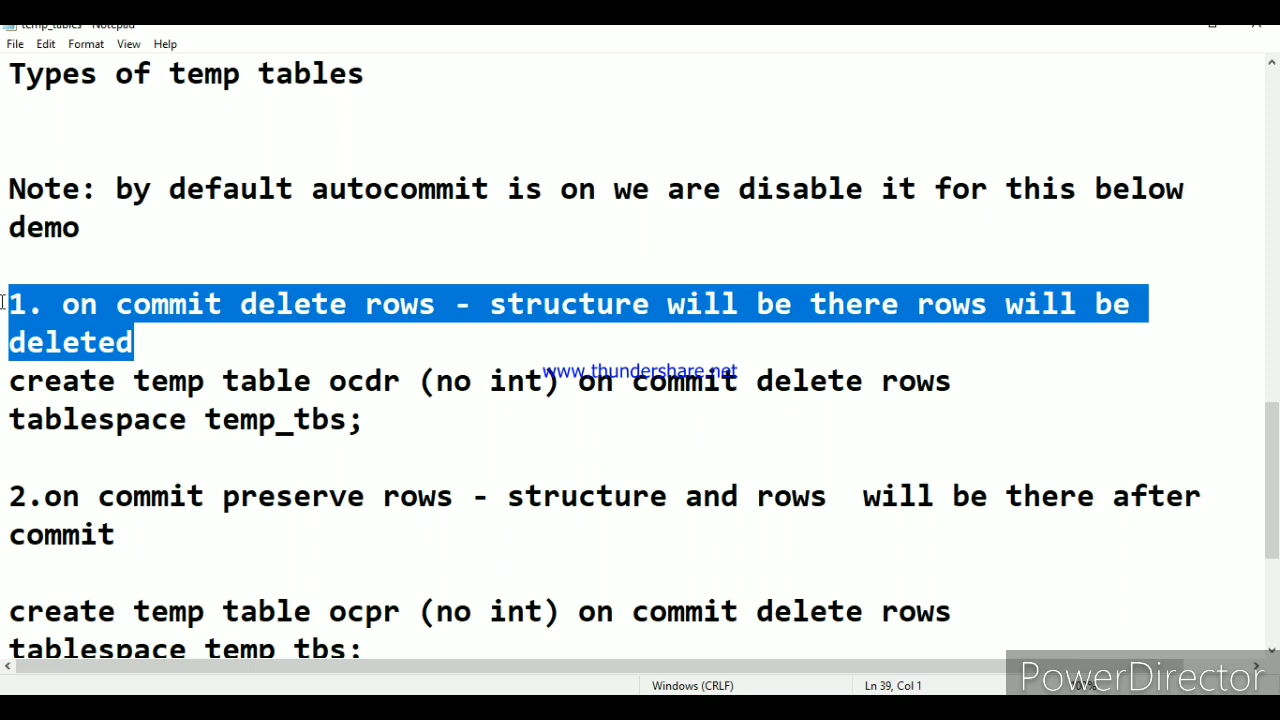 temp_tables - Notepad
File Edit Format View Help
Types of temp tables
Note: by default autocommit is on we are disable it for this below
demo
1. on commit delete rows - structure will be there rows will be
deleted
www.thundershare.net
create temp table ocdr (no int) on commit delete rows
tablespace temp_tbs;
2.on commit preserve rows - structure and rows  will be there after
commit
create temp table ocpr (no int) on commit delete rows
tablespace temp tbs;
Windows (CRLF) Ln 39, Col 1
PowerDirector